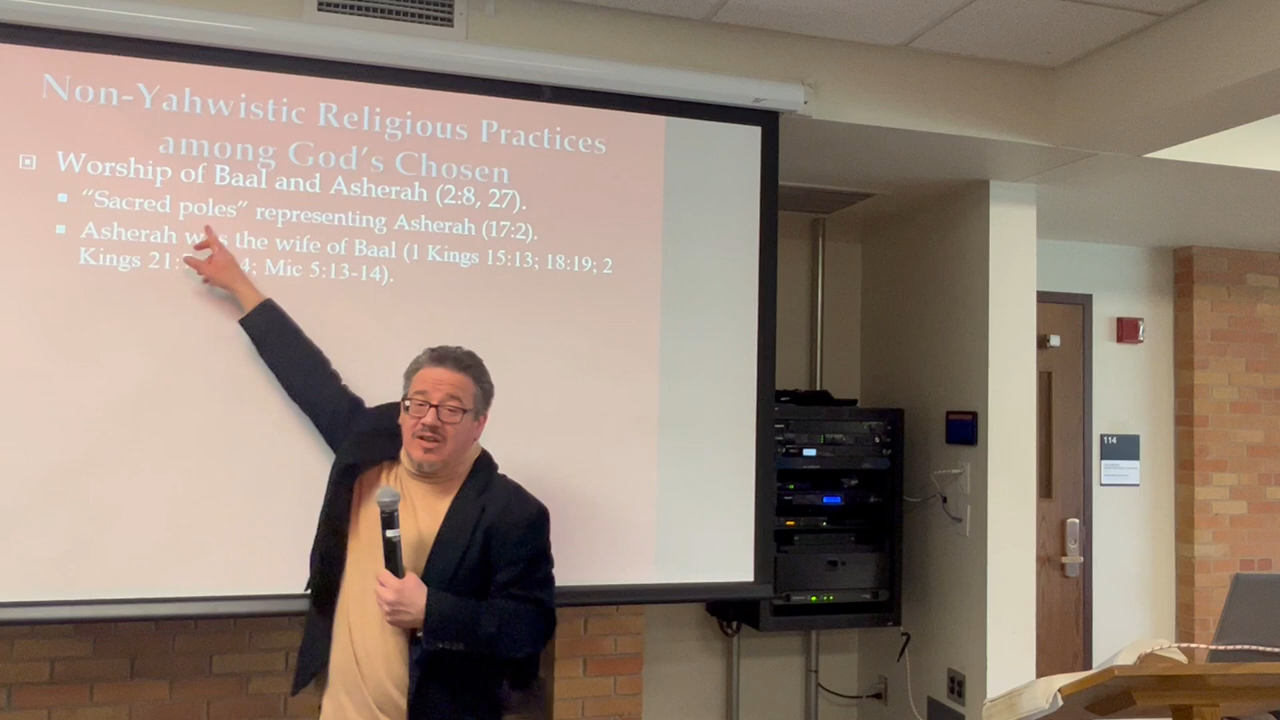 Non-Yahwistic Religious Practices
among God's Chosen
Worship of Baal and Asherah (2:8, 27).
"Sacred poles" representing Asherah (17:2).
Asherah was the wife of Baal (1 Kings 15:13; 18:19; 2
Kings 21: 4; Mic 5:13-14).
114